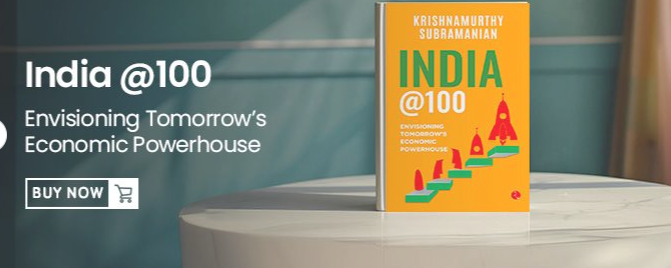 India @100
Envisioning Tomorrow's
Economic Powerhouse
BUY NOW
KRISHNAMURTHY
SUBRAMANIAN
INDIA
@100
ENVISIONING
TOMORROW'S
ECONOMIC
POWERHOUSE